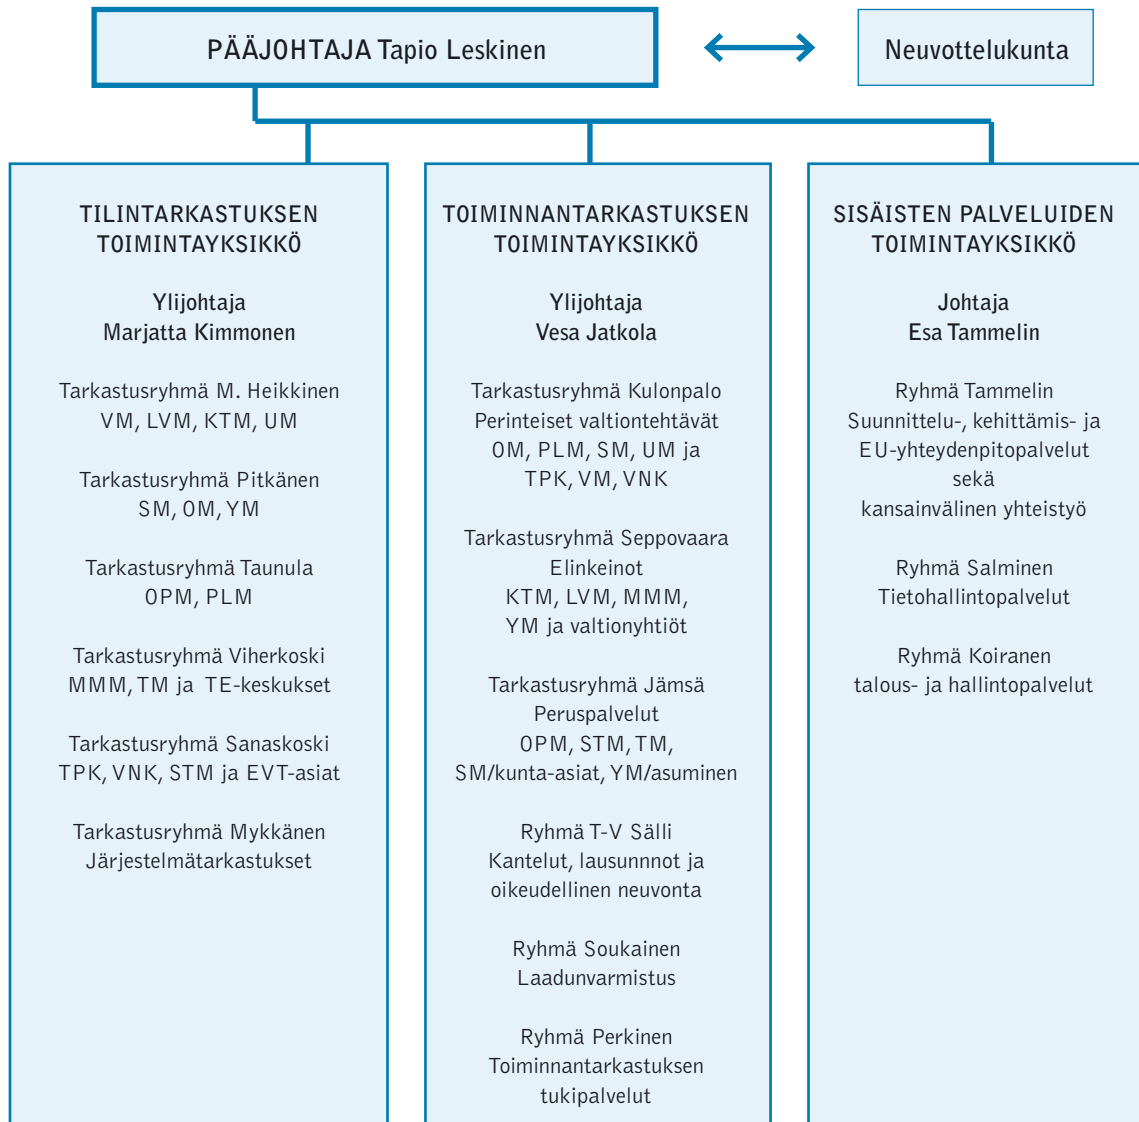 PÄÄJOHTAJA Tapio Leskinen
Neuvottelukunta
TILINTARKASTUKSEN
TOIMINTAYKSIKKÖ
Ylijohtaja
Marjatta Kimmonen
Tarkastusryhmä M. Heikkinen
VM, LVM, KTM, UM
Tarkastusryhmä Pitkänen
SM, OM, YM
Tarkastusryhmä Taunula
OPM, PLM
Tarkastusryhmä Viherkoski
MMM, TM ja TE-keskukset
Tarkastusryhmä Sanaskoski
TPK, VNK, STM ja EVT-asiat
Tarkastusryhmä Mykkänen
Järjestelmätarkastukset
TOIMINNANTARKASTUKSEN
TOIMINTAYKSIKKÖ
Ylijohtaja
Vesa Jatkola
Tarkastusryhmä Kulonpalo
Perinteiset valtiontehtävät
OM, PLM, SM, UM ja
TPK, VM, VNK
Tarkastusryhmä Seppovaara
Elinkeinot
KTM, LVM, MMM,
YM ja valtionyhtiöt
Tarkastusryhmä Jämsä
Peruspalvelut
OPM, STM, TM,
SM/kunta-asiat, YM/asuminen
Ryhmä T-V Sälli
Kantelut, lausunnnot ja
oikeudellinen neuvonta
Ryhmä Soukainen
Laadunvarmistus
Ryhmä Perkinen
Toiminnantarkastuksen
tukipalvelut
SISÄISTEN PALVELUIDEN
TOIMINTAYKSIKKÖ
Johtaja
Esa Tammelin
Ryhmä Tammelin
Suunnittelu-, kehittämis- ja
EU-yhteydenpitopalvelut
sekä
kansainvälinen yhteistyö
Ryhmä Salminen
Tietohallintopalvelut
Ryhmä Koiranen
talous- ja hallintopalvelut